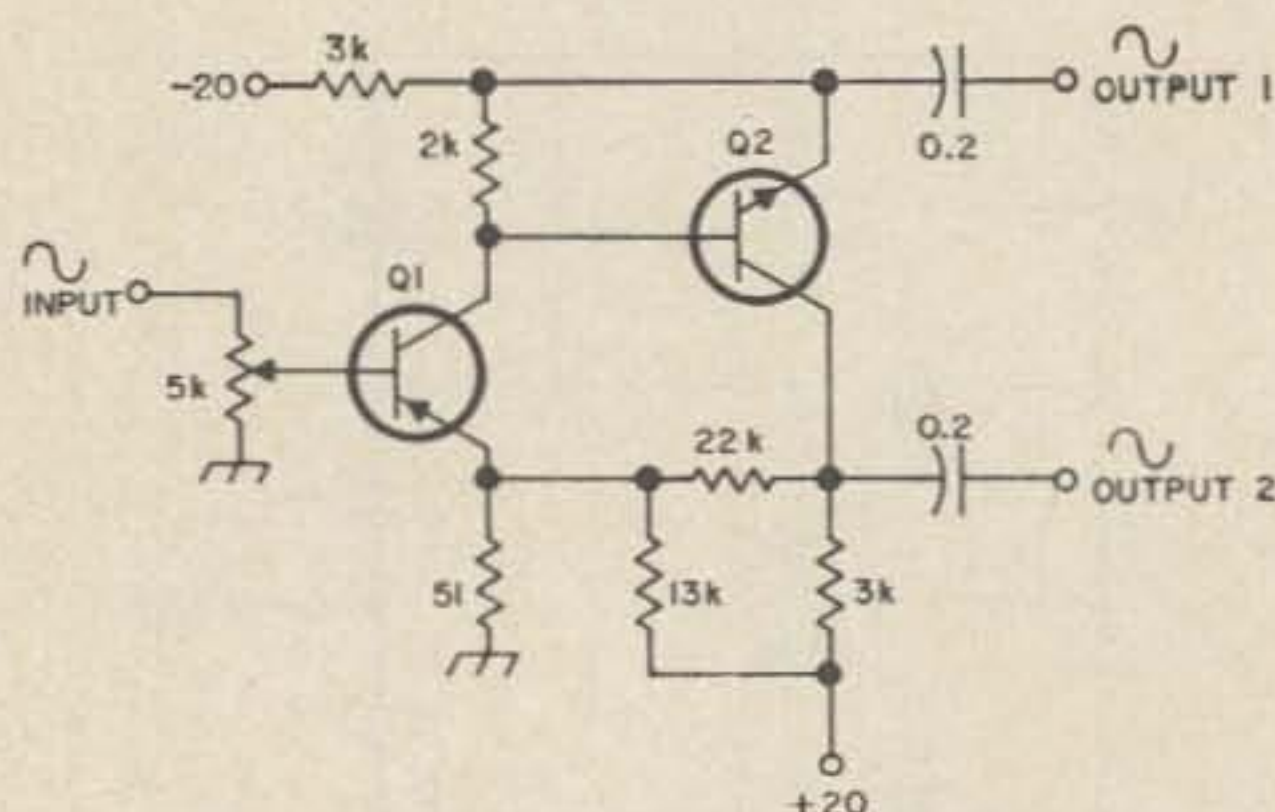 3k
-20
OUTPUT 1
2k
Q2
0.2
INPUT
Q1
5k
22k
0.2
OUTPUT 2
51
13k
3k
+20